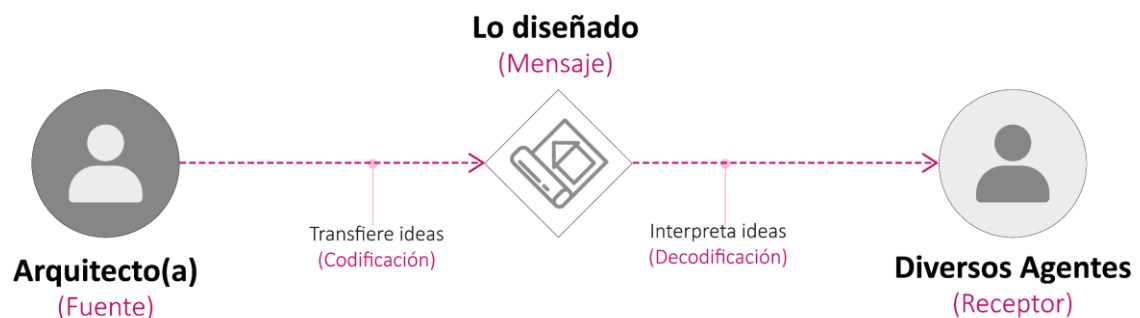 Lo diseñado
(Mensaje)
Transfiere ideas
(Codificación)
Interpreta ideas
(Decodificación)
Arquitecto(a)
(Fuente)
Diversos Agentes
(Receptor)